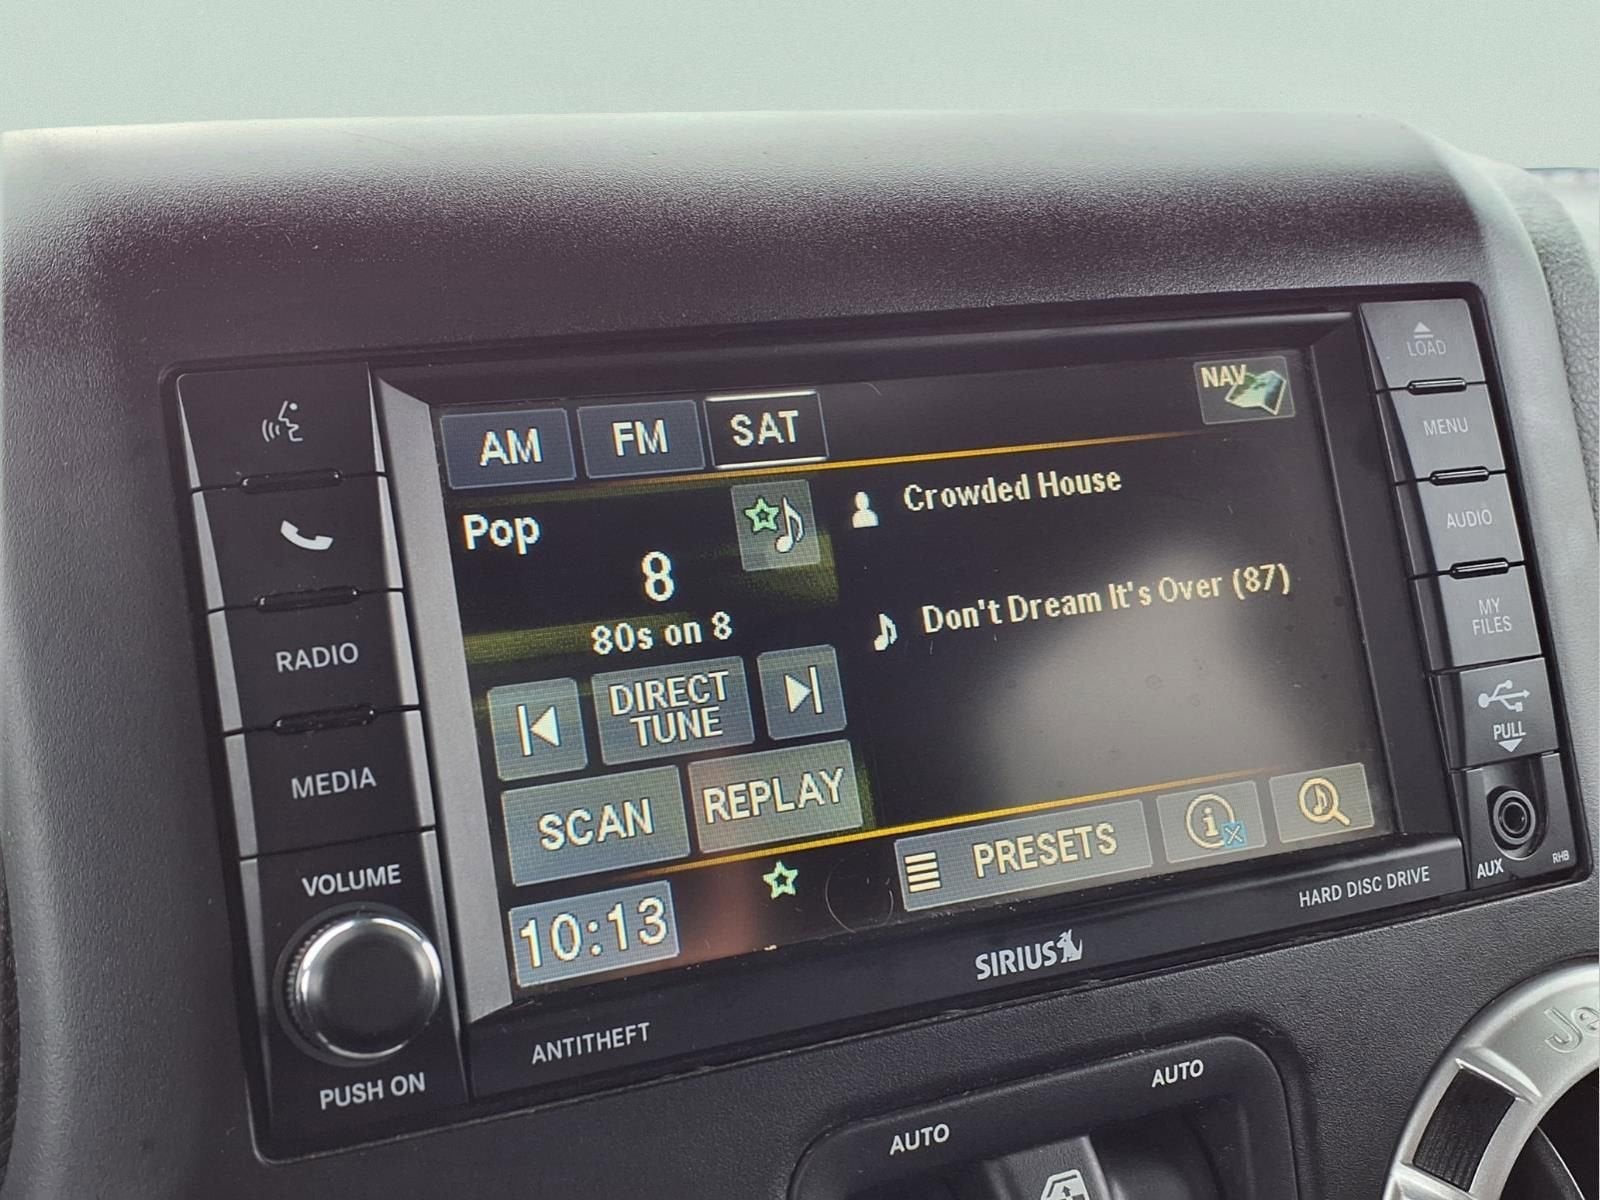 AM
FM
SAT
NAV
Pop
8
80s on 8
DIRECT
TUNE
SCAN
REPLAY
10:13
Crowded House
Don't Dream It's Over (87)
PRESETS
RADIO
MEDIA
VOLUME
PUSH ON
ANTITHEFT
SIRIUS
HARD DISC DRIVE
LOAD
MENU
AUDIO
MY
FILES
PULL
AUX
RHB
AUTO
AUTO